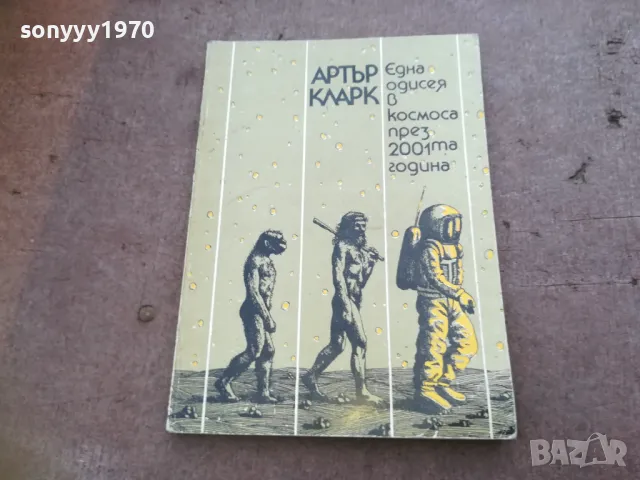 sonyyy1970
АРТЪР
КЛАРК
Една
одисея
в
космоса
през
2001та
година
BAZAR